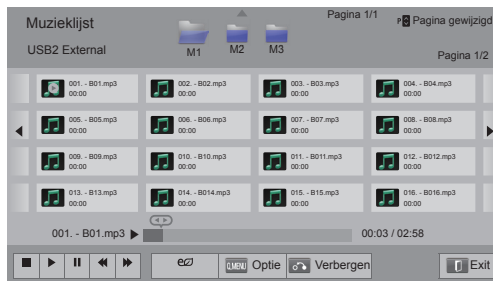 Muzieklijst
Pagina 1/1
P Pagina gewijzigd
USB2 External
M1
M2
M3
Pagina 1/2
001. - B01.mp3
00:00
002. - B02.mp3
00:00
003. - B03.mp3
00:00
004. - B04.mp3
00:00
005. - B05.mp3
00:00
006. - B06.mp3
00:00
007. - B07.mp3
00:00
008. - B08.mp3
00:00
009. - B09.mp3
00:00
010. - B10.mp3
00:00
011. - B011.mp3
00:00
012. - B012.mp3
00:00
013. - B13.mp3
00:00
014. - B014.mp3
00:00
015. - B15.mp3
00:00
016. - B016.mp3
00:00
001. - B01.mp3
00:03 / 02:58
Q.MENU Optie
Verbergen
Exit